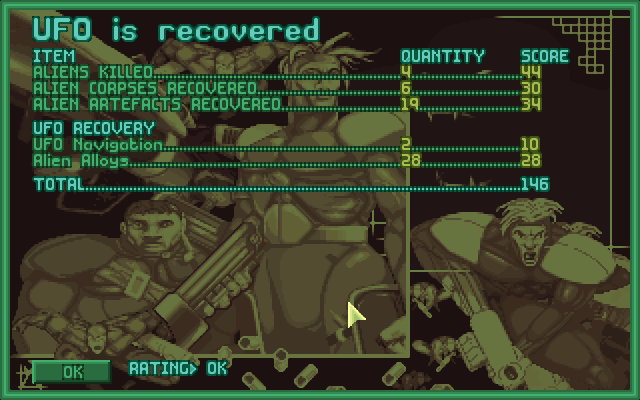 UFO is recovered
ITEM QUANTITY SCORE
ALIENS KILLED 4 44
ALIEN CORPSES RECOVERED 6 30
ALIEN ARTEFACTS RECOVERED 19 34
UFO RECOVERY
UFO Navigation 2 10
Alien Alloys 28 28
TOTAL 146
OK RATING> OK